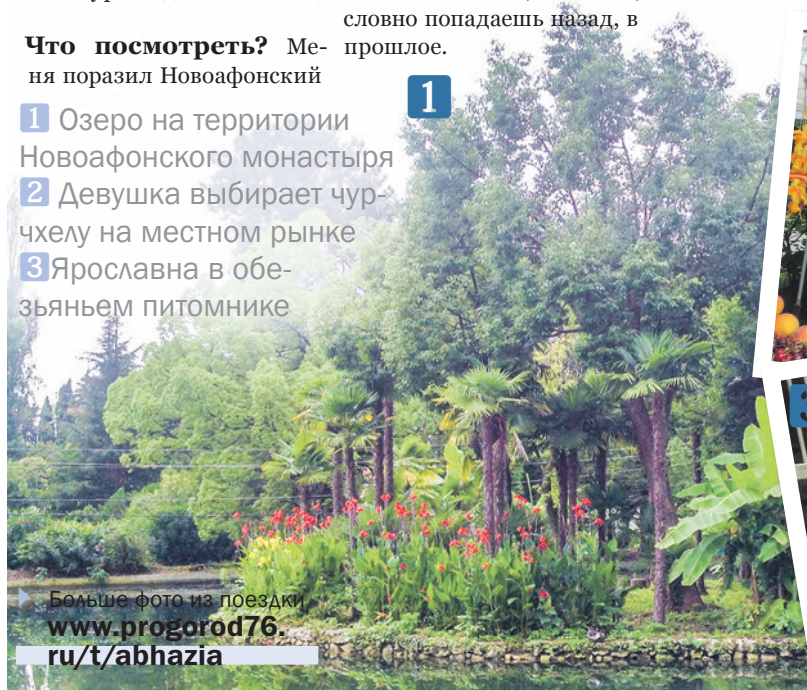 Что посмотреть? Ме-
ня поразил Новоафонский
словно попадаешь назад, в
прошлое.
1
1 Озеро на территории
Новоафонского монастыря
2 Девушка выбирает чур-
чхелу на местном рынке
3 Ярославна в обе-
зьяньем питомнике
Больше фото из поездки
www.progorod76.
ru/t/abhazia